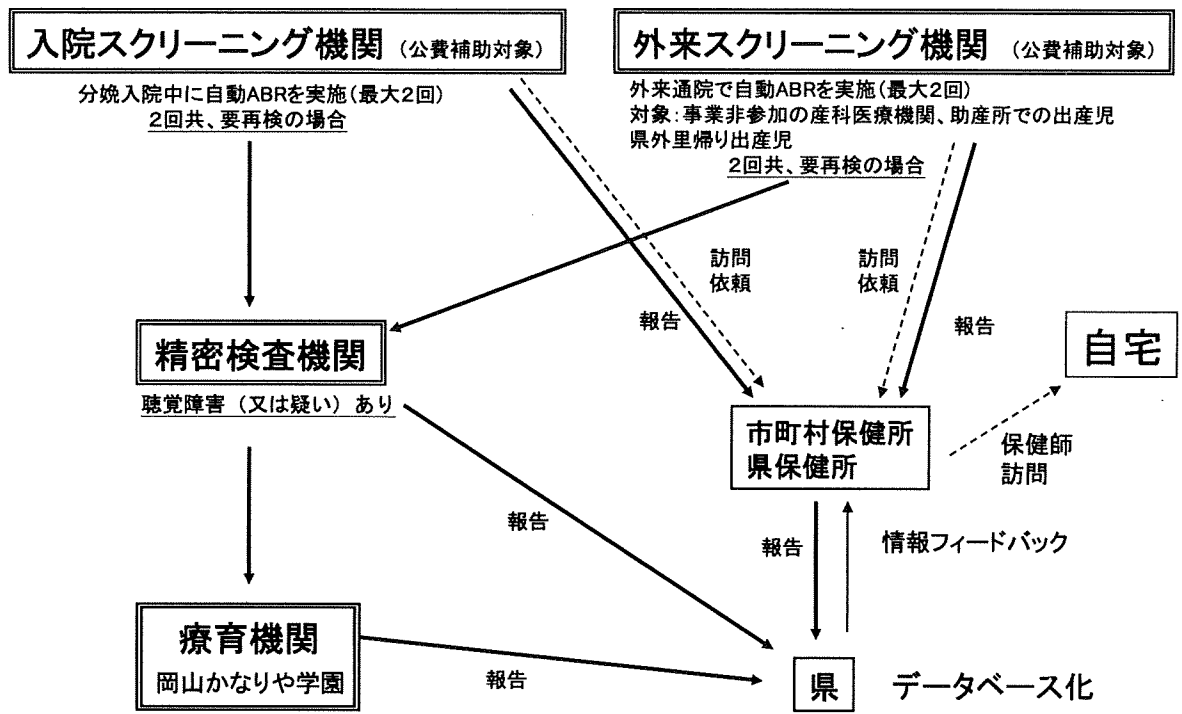 入院スクリーニング機関 (公費補助対象)
分娩入院中に自動ABRを実施(最大2回)
2回共、要再検の場合
外来スクリーニング機関 (公費補助対象)
外来通院で自動ABRを実施(最大2回)
対象:事業非参加の産科医療機関、助産所での出産児
県外里帰り出産児
2回共、要再検の場合
訪問
依頼
報告
訪問
依頼
報告
自宅
精密検査機関
聴覚障害(又は疑い)あり
市町村保健所
県保健所
保健師
訪問
報告
報告
情報フィードバック
療育機関
岡山かなりや学園
報告
県
データベース化